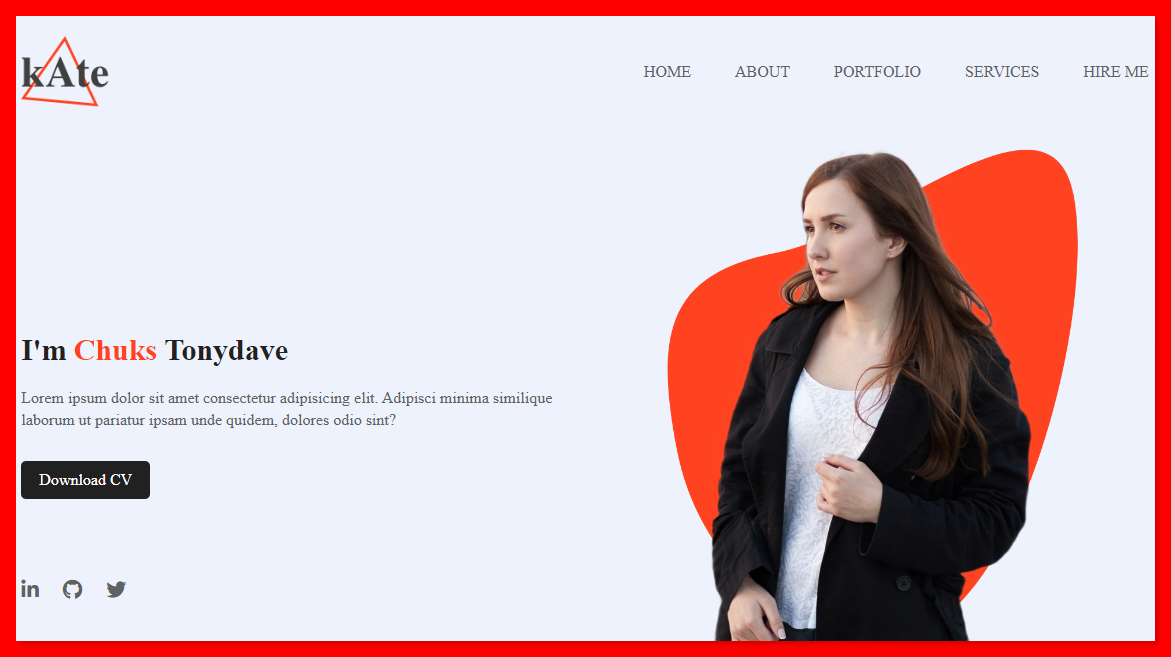 kAte
HOME ABOUT PORTFOLIO SERVICES HIRE ME
I'm Chuks Tonydave
Lorem ipsum dolor sit amet consectetur adipisicing elit. Adipisci minima similique
laborum ut pariatur ipsam unde quidem, dolores odio sint?
Download CV
in